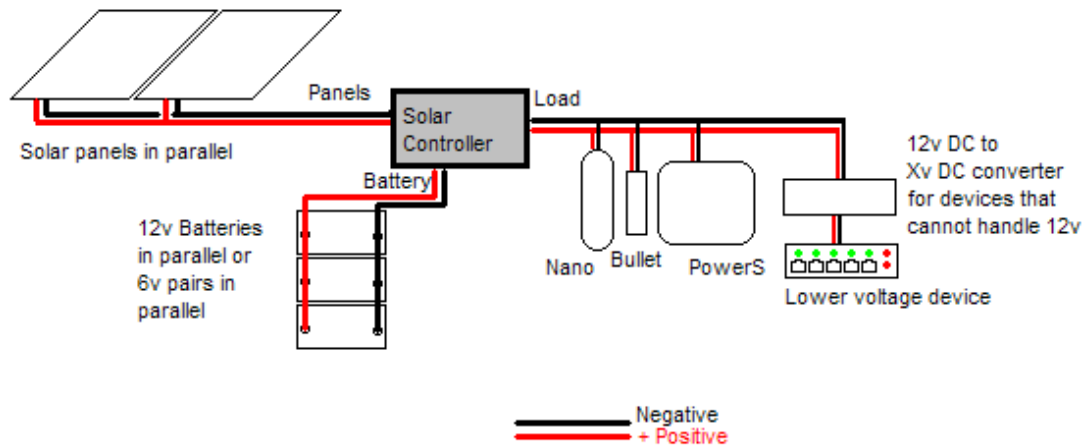 Panels
Load
Solar
Controller
Solar panels in parallel
Battery
12v Batteries
in parallel or
6v pairs in
parallel
Nano
Bullet
PowerS
12v DC to
Xv DC converter
for devices that
cannot handle 12v
Lower voltage device
Negative
+ Positive